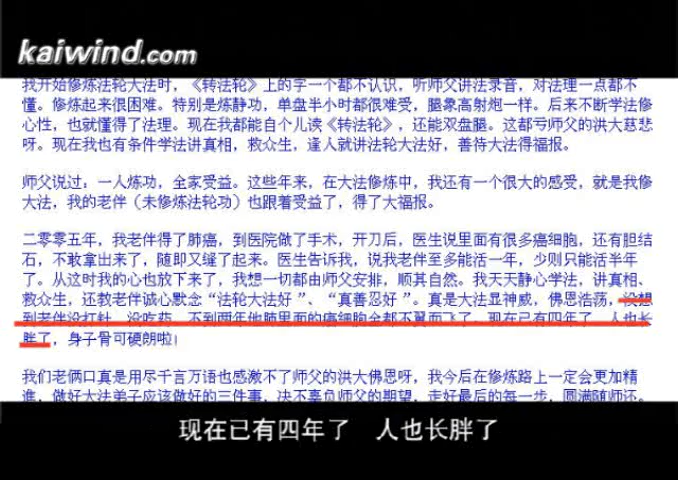 kaiwind.com
我开始修炼法轮大法时，《转法轮》上的字一个都不认识，听师父讲法录音，对法理一点都不
懂。修炼起来很困难。特别是炼静功，单盘半小时都很难受，腿象高射炮一样。后来不断学法修
心性，也就懂得了法理。现在我都能自个儿读《转法轮》，还能双盘腿。这都亏师父的洪大慈悲
呀。现在我也有条件学法讲真相，救众生，逢人就讲法轮大法好，善待大法得福报。
师父说过：一人炼功，全家受益。这些年来，在大法修炼中，我还有一个很大的感受，就是我修
大法，我的老伴（未修炼法轮功）也跟着受益了，得了大福报。
二零零五年，我老伴得了肺癌，到医院做了手术，开刀后，医生说里面有很多癌细胞，还有胆结
石，不敢拿出来了，随即又缝了起来。医生告诉我，说我老伴至多能活一年，少则只能活半年
了。从这时我的心也放下来了，我想一切都由师父安排，顺其自然。我天天静心学法，讲真相、
救众生，还教老伴诚心默念“法轮大法好”、“真善忍好”。真是大法显神威，佛恩浩荡，没想
到老伴没打针、没吃药，不到两年他肺里面的癌细胞全都不翼而飞了，现在已有四年了，人也长
胖了，身子骨可硬朗啦！
我们老俩口真是用尽千言万语也感激不了师父的洪大佛恩呀，我今后在修炼路上一定会更加精
進，做好大法弟子应该做好的三件事，决不辜负师父的期望，走好最后的每一步，圆满随师还。
现在已有四年了 人也长胖了